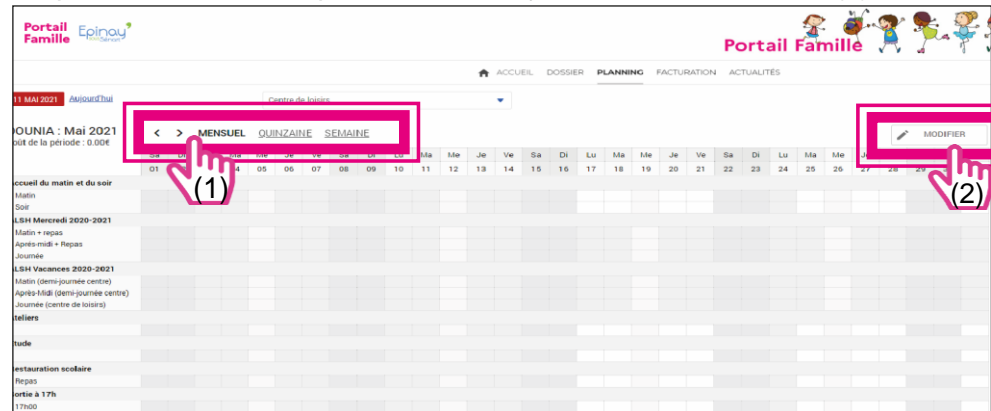 Portail
Famille
Epinay
sous Sénart
Portail Famille
ACCUEIL DOSSIER PLANNING FACTURATION ACTUALITÉS
11 MAI 2021 Aujourd'hui Centre de loisirs
OUNIA : Mai 2021 < > MENSUEL QUINZAINE SEMAINE MODIFIER
oût de la période : 0.00€
Sa Di Ma Me Je Ve Sa Di Lu Ma Me Je Ve Sa Di Lu Ma Me Je Ve Sa Di Lu Ma Me
01 04 05 06 07 08 09 10 11 12 13 14 15 16 17 18 19 20 21 22 23 24 25 26 27 28 29
(1) (2)
ccueil du matin et du soir
Matin
Soir
LSH Mercredi 2020-2021
Matin + repas
Après-midi + Repas
Journée
LSH Vacances 2020-2021
Matin (demi-journée centre)
Après-Midi (demi-journée centre)
Journée (centre de loisirs)
teliers
tude
estauration scolaire
Repas
ortie à 17h
17h00